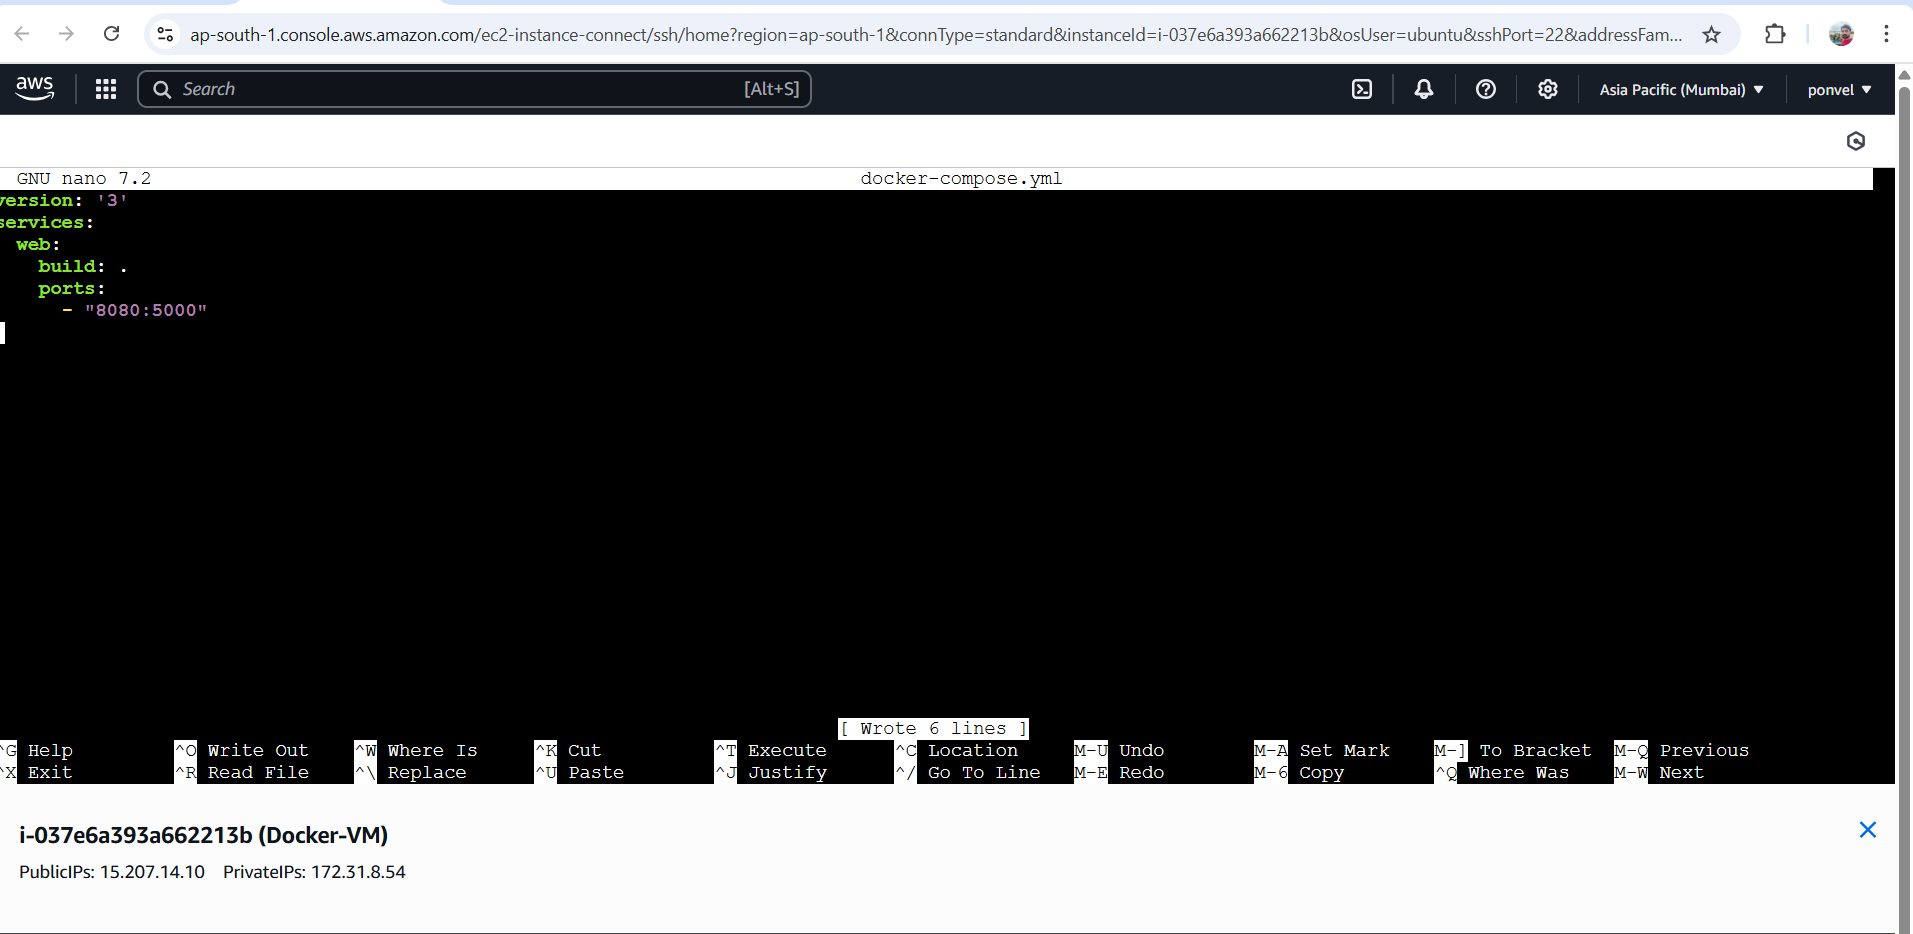 ap-south-1.console.aws.amazon.com/ec2-instance-connect/ssh/home?region=ap-south-1&connType=standard&instanceId=i-037e6a393a662213b&osUser=ubuntu&sshPort=22&addressFam...
aws Search [Alt+S] Asia Pacific (Mumbai) ▼ ponvel ▼
GNU nano 7.2 docker-compose.yml
version: '3'
services:
  web:
    build: .
    ports:
      - "8080:5000"
[ Wrote 6 lines ]
^G Help ^O Write Out ^W Where Is ^K Cut ^T Execute ^C Location M-U Undo M-A Set Mark M-] To Bracket M-Q Previous
^X Exit ^R Read File ^\ Replace ^U Paste ^J Justify ^/ Go To Line M-E Redo M-6 Copy ^Q Where Was M-W Next
i-037e6a393a662213b (Docker-VM)
PublicIPs: 15.207.14.10 PrivateIPs: 172.31.8.54